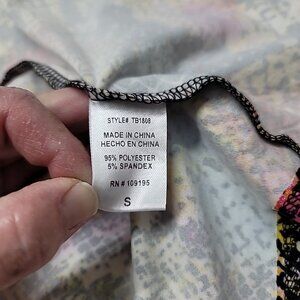 STYLE# TB1808
MADE IN CHINA
HECHO EN CHINA
95% POLYESTER
5% SPANDEX
RN # 109195
S